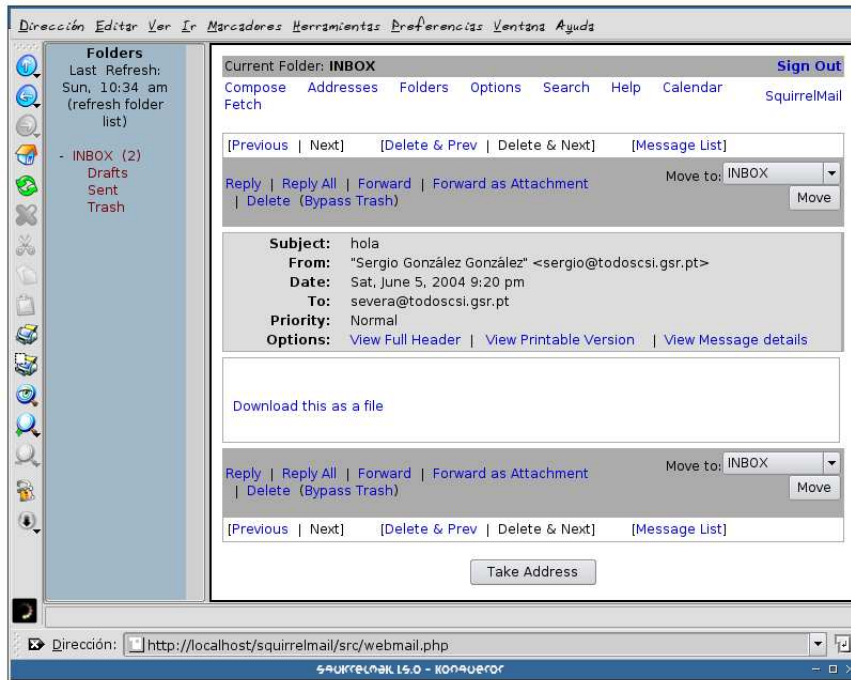 Dirección Editar Ver Ir Marcadores Herramientas Preferencias Ventana Ayuda
Folders
Last Refresh:
Sun, 10:34 am
(refresh folder
list)
- INBOX (2)
Drafts
Sent
Trash
Current Folder: INBOX Sign Out
Compose Addresses Folders Options Search Help Calendar
Fetch SquirrelMail
[Previous | Next] [Delete & Prev | Delete & Next] [Message List]
Reply | Reply All | Forward | Forward as Attachment
| Delete (Bypass Trash)
Move to: INBOX
Move
Subject: hola
From: "Sergio González González" <sergio@todoscsi.gsr.pt>
Date: Sat, June 5, 2004 9:20 pm
To: severa@todoscsi.gsr.pt
Priority: Normal
Options: View Full Header | View Printable Version | View Message details
Download this as a file
Reply | Reply All | Forward | Forward as Attachment
| Delete (Bypass Trash)
Move to: INBOX
Move
[Previous | Next] [Delete & Prev | Delete & Next] [Message List]
Take Address
Dirección: http://localhost/squirrelmail/src/webmail.php
SquirrelMail 1.5.0 - Konqueror